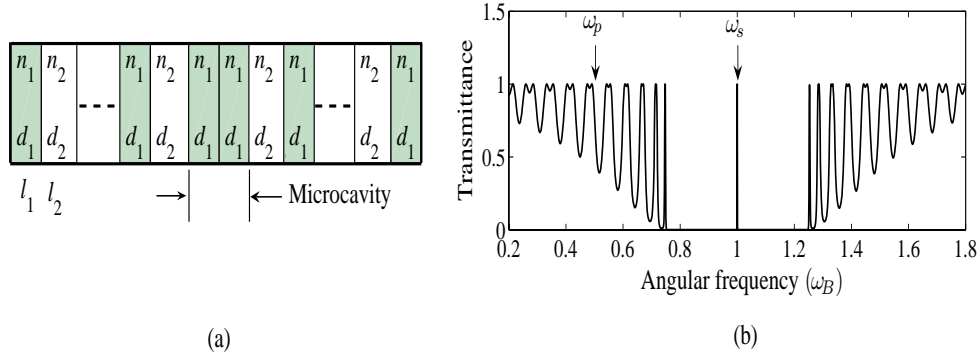 n1 n2 n1 n2 n1 n1 n2 n1 n2 n1
d1 d2 d1 d2 d1 d1 d2 d1 d2 d1
l1 l2
Microcavity
(a)
1.5
1
0.5
0
Transmittance
ωp
ωs
0.2 0.4 0.6 0.8 1 1.2 1.4 1.6 1.8
Angular frequency (ωB)
(b)